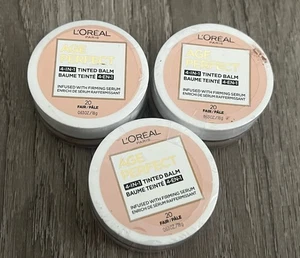 L'ORÉAL
PARIS
AGE
PERFECT
4-IN-1 TINTED BALM
BAUME TEINTÉ 4-EN-1
INFUSED WITH FIRMING SERUM
ENRICHI DE SÉRUM RAFFERMISSANT
20
FAIR/PÂLE
L'ORÉAL
PARIS
AGE
PERFECT
4-IN-1 TINTED BALM
BAUME TEINTÉ 4-EN-1
INFUSED WITH FIRMING SERUM
ENRICHI DE SÉRUM RAFFERMISSANT
20
FAIR/PÂLE
L'ORÉAL
PARIS
AGE
PERFECT
4-IN-1 TINTED BALM
BAUME TEINTÉ 4-EN-1
INFUSED WITH FIRMING SERUM
ENRICHI DE SÉRUM RAFFERMISSANT
20
FAIR/PÂLE